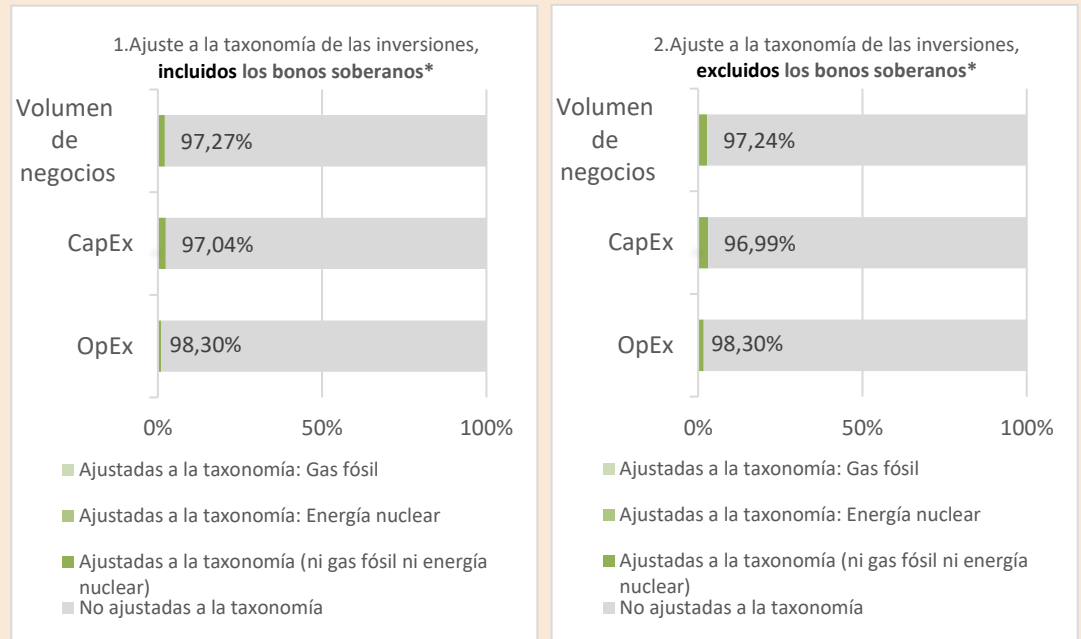 1.Ajuste a la taxonomía de las inversiones,
incluidos los bonos soberanos*
Volumen
de
negocios
97,27%
CapEx
97,04%
OpEx
98,30%
0%
50%
100%
Ajustadas a la taxonomía: Gas fósil
Ajustadas a la taxonomía: Energía nuclear
Ajustadas a la taxonomía (ni gas fósil ni energía
nuclear)
No ajustadas a la taxonomía
2.Ajuste a la taxonomía de las inversiones,
excluidos los bonos soberanos*
Volumen
de
negocios
97,24%
CapEx
96,99%
OpEx
98,30%
0%
50%
100%
Ajustadas a la taxonomía: Gas fósil
Ajustadas a la taxonomía: Energía nuclear
Ajustadas a la taxonomía (ni gas fósil ni energía
nuclear)
No ajustadas a la taxonomía